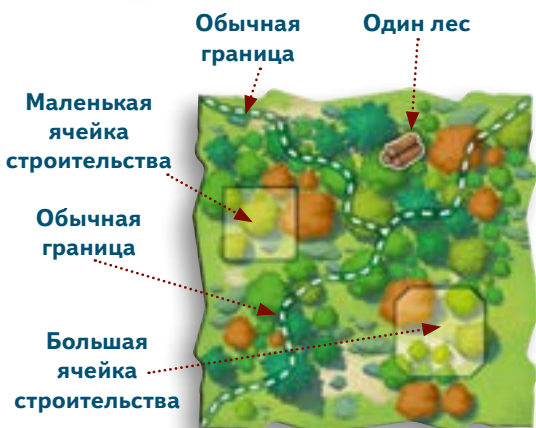 Обычная
граница
Один лес
Маленькая
ячейка
строительства
Обычная
граница
Большая
ячейка
строительства